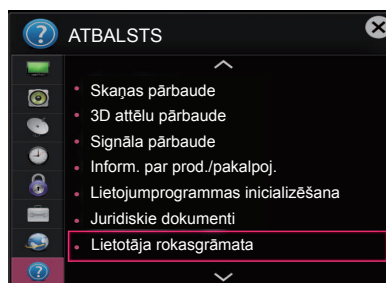 ATBALSTS
Skaņas pārbaude
3D attēlu pārbaude
Signāla pārbaude
Inform. par prod./pakalpoj.
Lietojumprogrammas inicializēšana
Juridiskie dokumenti
Lietotāja rokasgrāmata